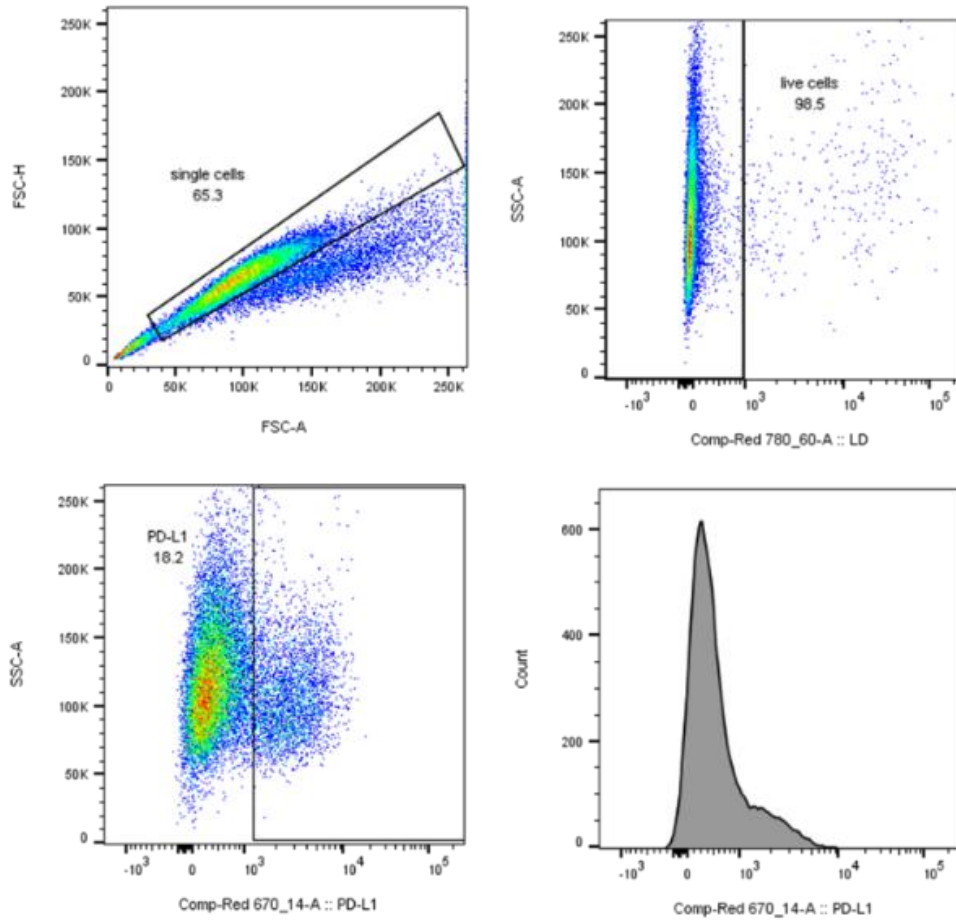 250K
200K
150K
100K
50K
0
FSC-H
single cells
65.3
0 50K 100K 150K 200K 250K
FSC-A
250K
200K
150K
100K
50K
0
SSC-A
live cells
98.5
-10³ 0 10³ 10⁴ 10⁵
Comp-Red 780_60-A :: LD
250K
200K
150K
100K
50K
0
SSC-A
PD-L1
18.2
-10³ 0 10³ 10⁴ 10⁵
Comp-Red 670_14-A :: PD-L1
600
400
200
0
Count
-10³ 0 10³ 10⁴ 10⁵
Comp-Red 670_14-A :: PD-L1